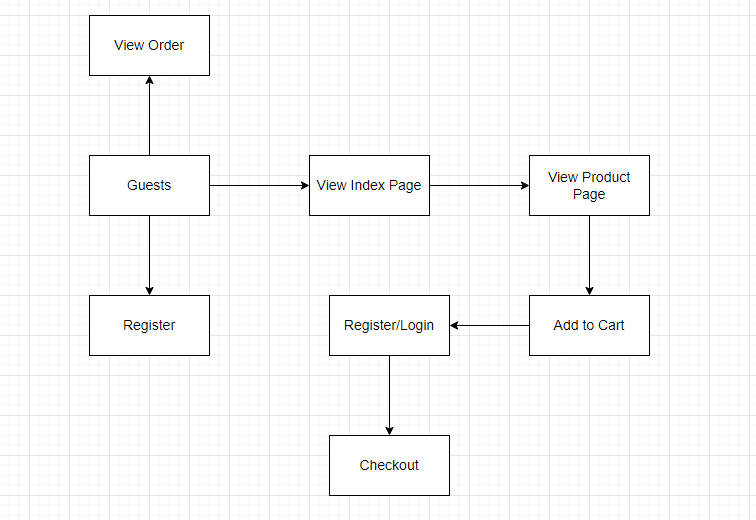 View Order
Guests
View Index Page
View Product
Page
Register
Register/Login
Add to Cart
Checkout